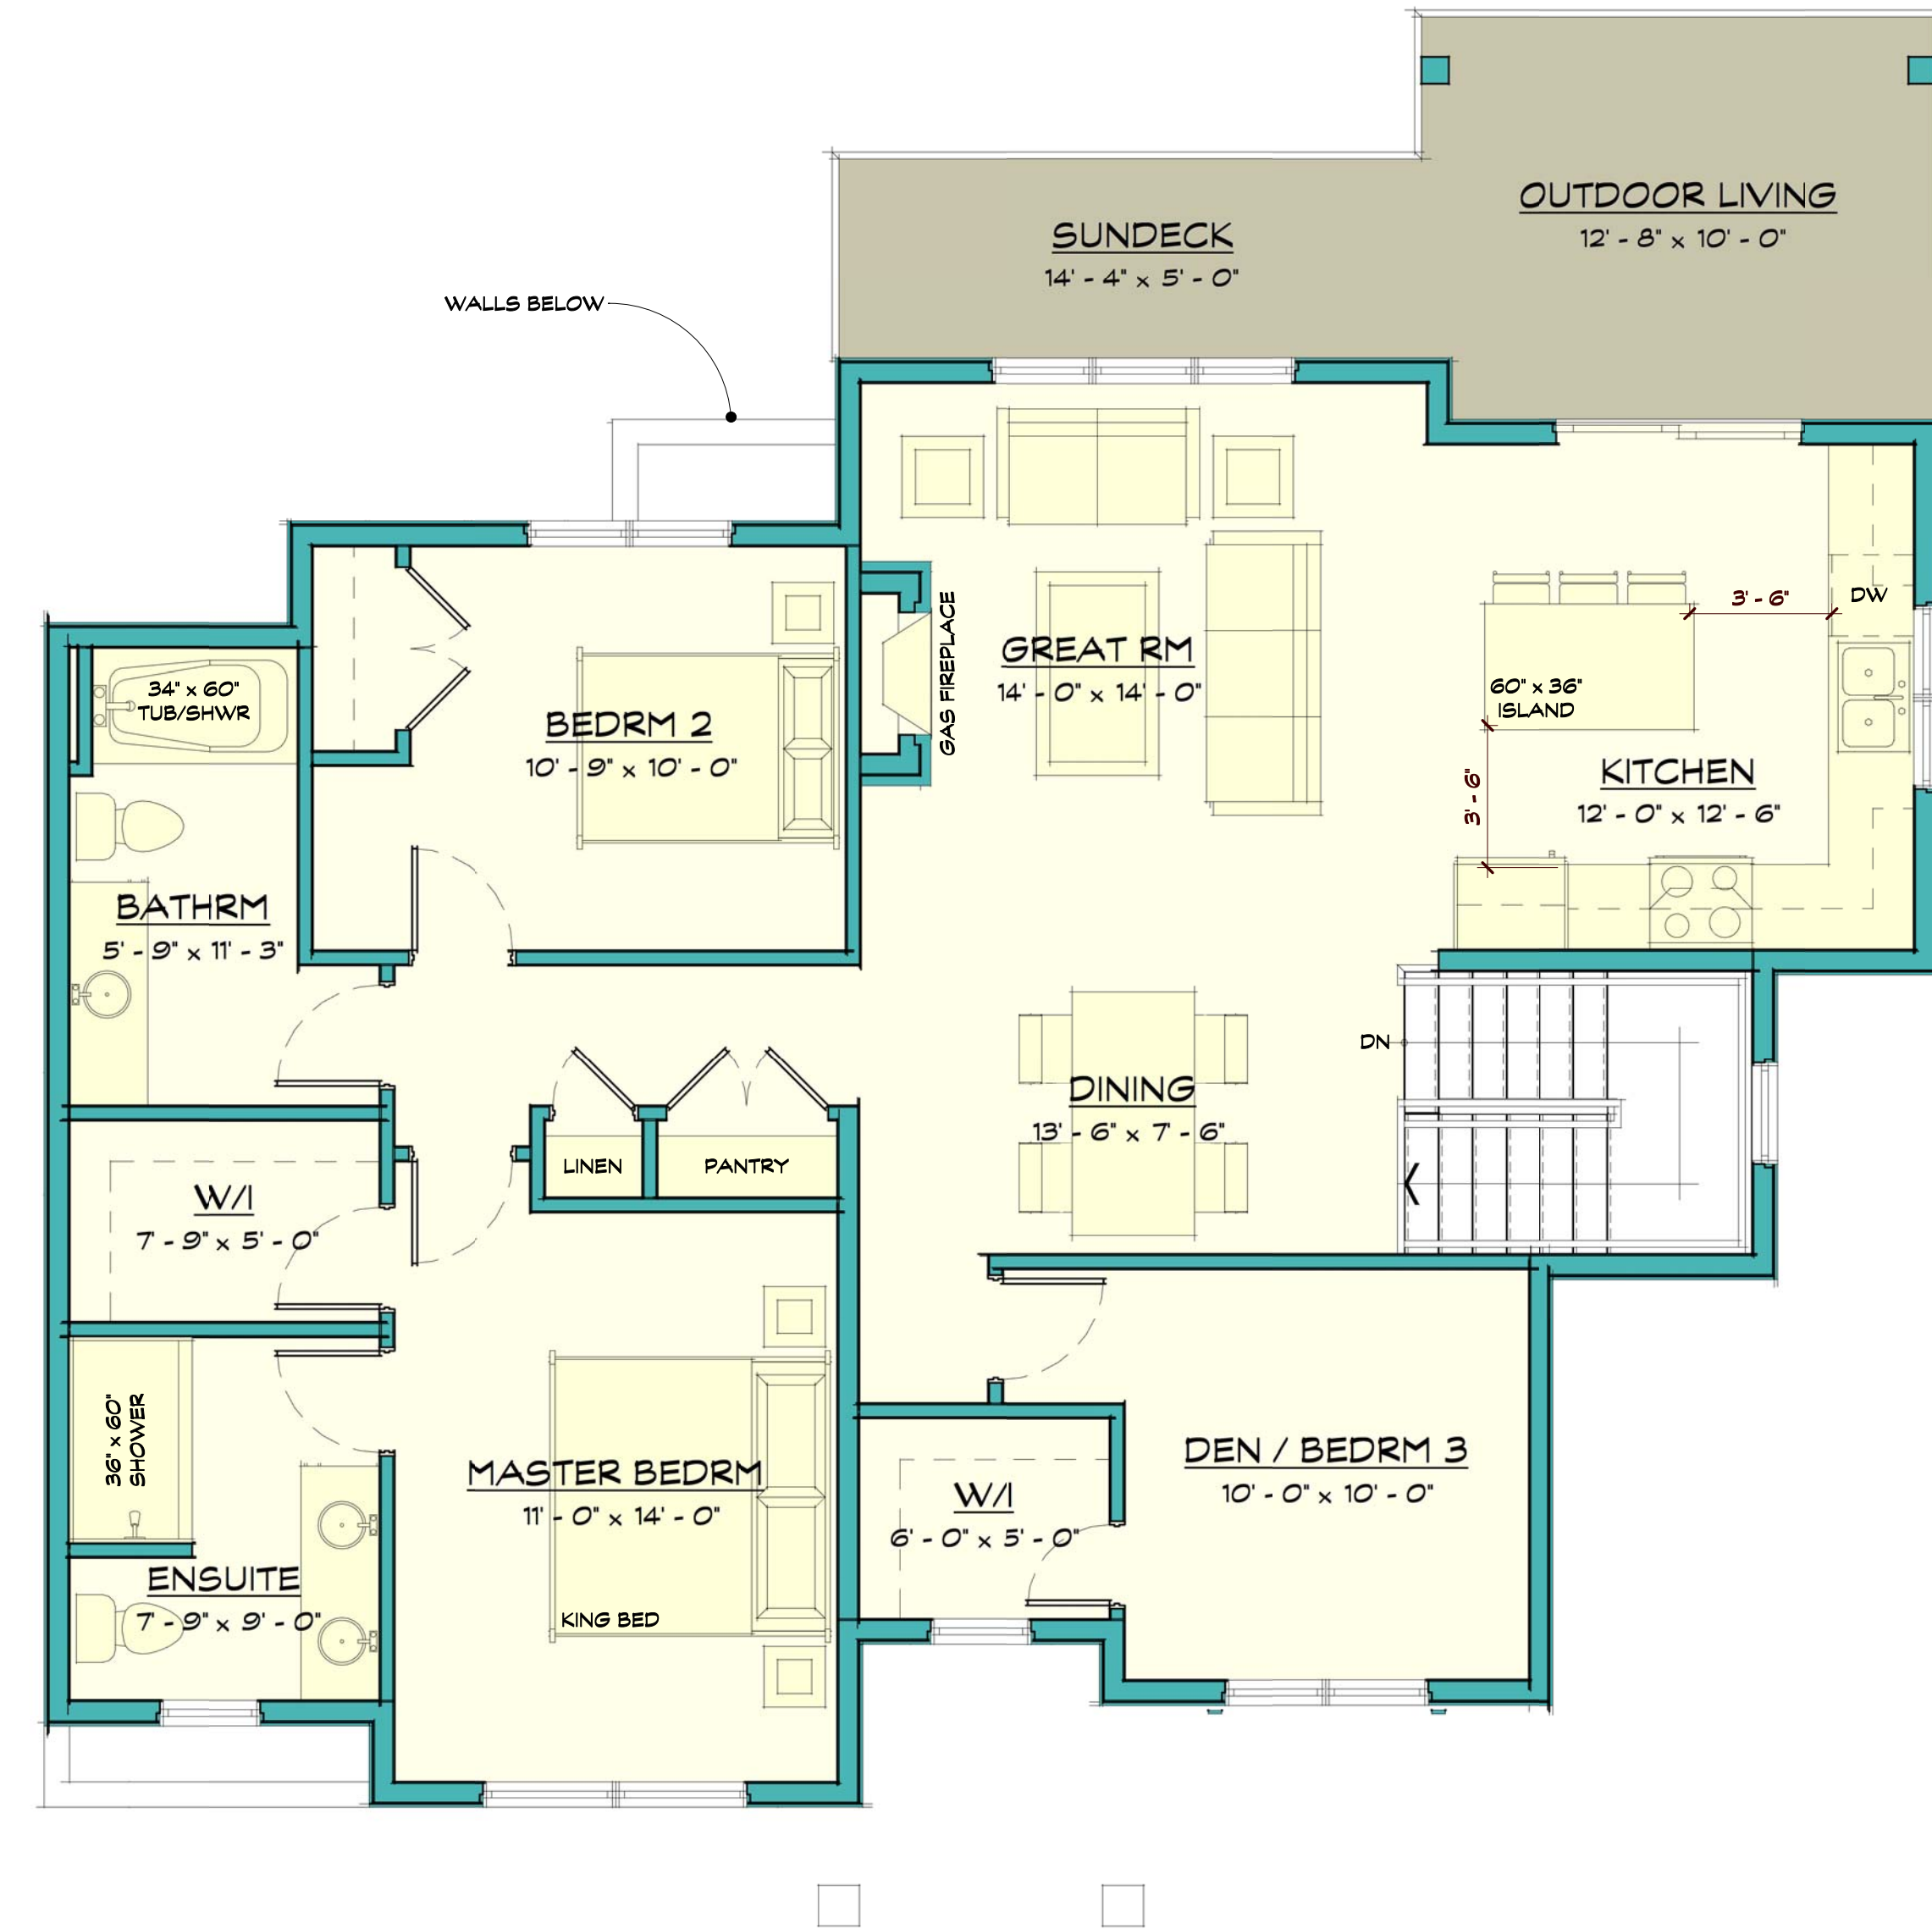 OUTDOOR LIVING
12' - 8" x 10' - 0"
SUNDECK
14' - 4" x 5' - 0"
WALLS BELOW
GAS FIREPLACE
GREAT RM
14' - 0" x 14' - 0"
3' - 6"
DW
60" x 36"
ISLAND
3' - 6"
KITCHEN
12' - 0" x 12' - 6"
34" x 60"
TUB/SHWR
BEDRM 2
10' - 9" x 10' - 0"
BATHRM
5' - 9" x 11' - 3"
DN
DINING
13' - 6" x 7' - 6"
LINEN
PANTRY
W/I
7' - 9" x 5' - 0"
36" x 60"
SHOWER
MASTER BEDRM
11' - 0" x 14' - 0"
KING BED
DEN / BEDRM 3
10' - 0" x 10' - 0"
W/I
6' - 0" x 5' - 0"
ENSUITE
7' - 9" x 9' - 0"